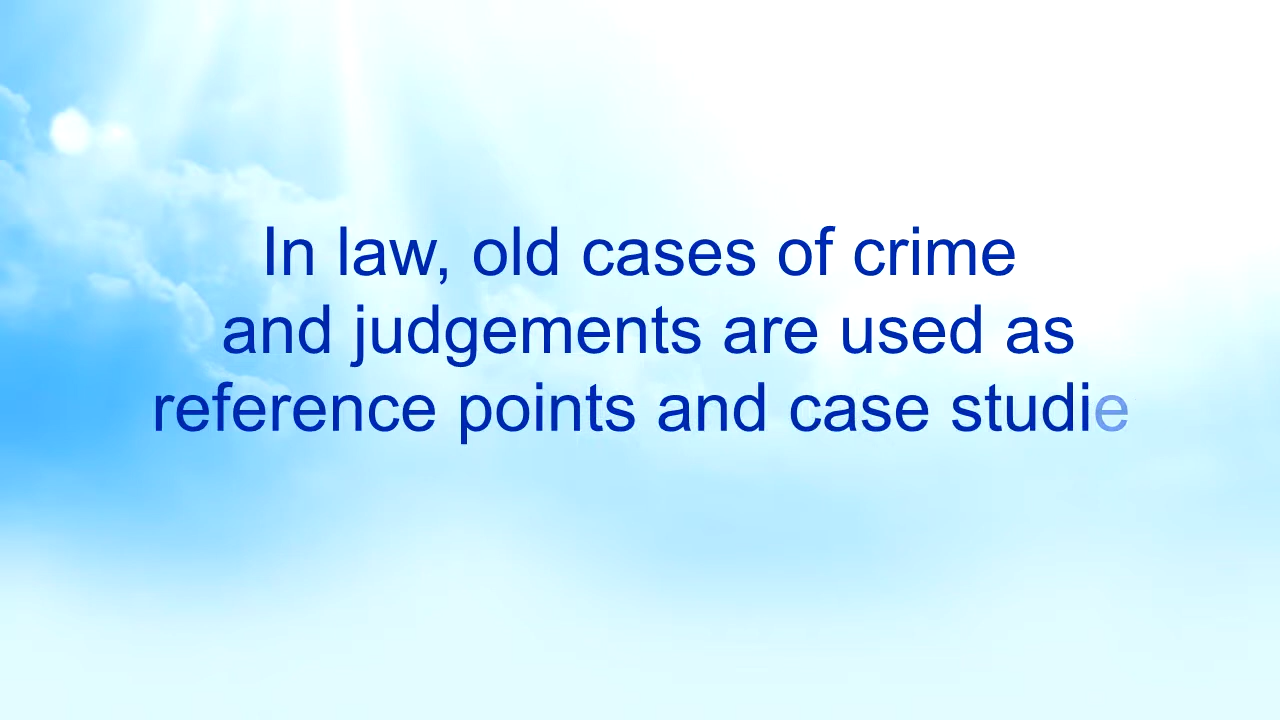 In law, old cases of crime
and judgements are used as
reference points and case studie